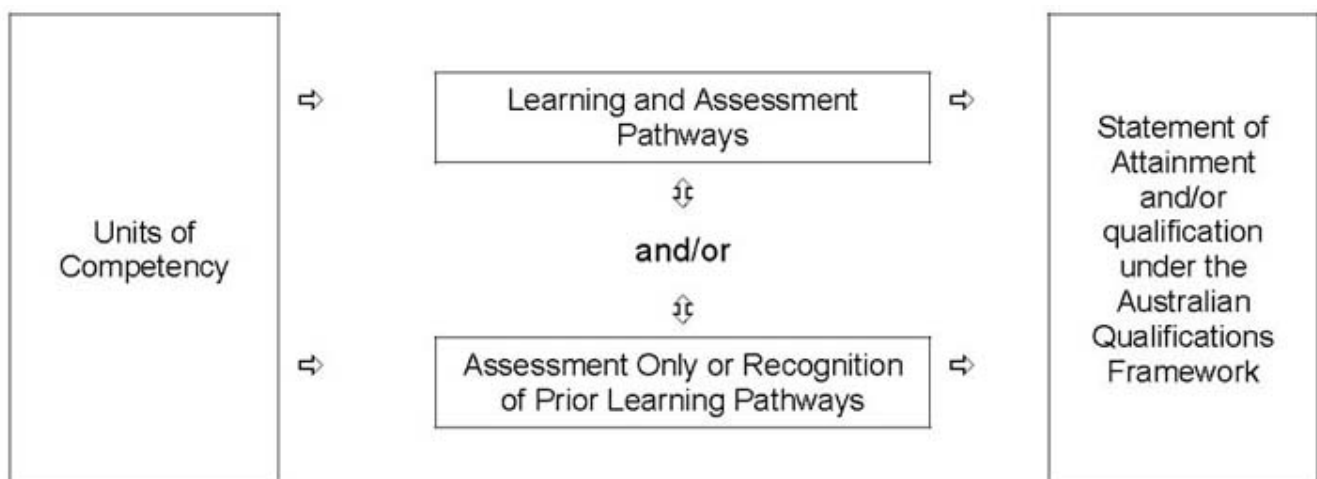 Units of
Competency
Learning and Assessment
Pathways
and/or
Assessment Only or Recognition
of Prior Learning Pathways
Statement of
Attainment
and/or
qualification
under the
Australian
Qualifications
Framework